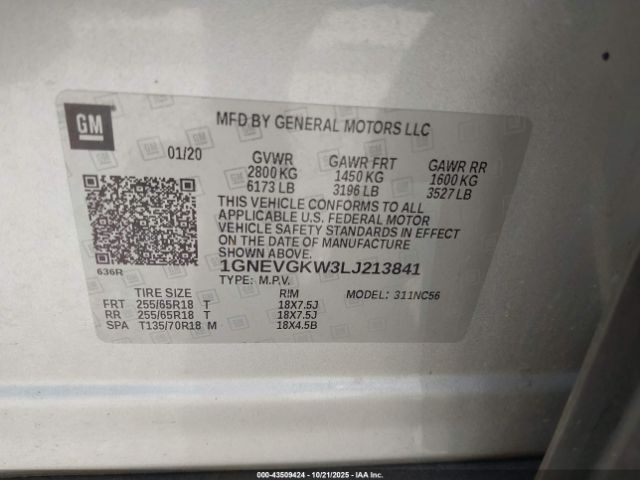 GM
MFD BY GENERAL MOTORS LLC
01/20
GVWR GAWR FRT GAWR RR
2800 KG 1450 KG 1600 KG
6173 LB 3196 LB 3527 LB
THIS VEHICLE CONFORMS TO ALL
APPLICABLE U.S. FEDERAL MOTOR
VEHICLE SAFETY STANDARDS IN EFFECT
ON THE DATE OF MANUFACTURE
SHOWN ABOVE.
636R
1GNEVGKW3LJ213841
TYPE: M.P.V.
TIRE SIZE RIM MODEL: 311NC56
FRT 255/65R18 T 18X7.5J
RR 255/65R18 T 18X7.5J
SPA T135/70R18 M 18X4.5B
000-43509424 - 10/21/2025 - IAA Inc.